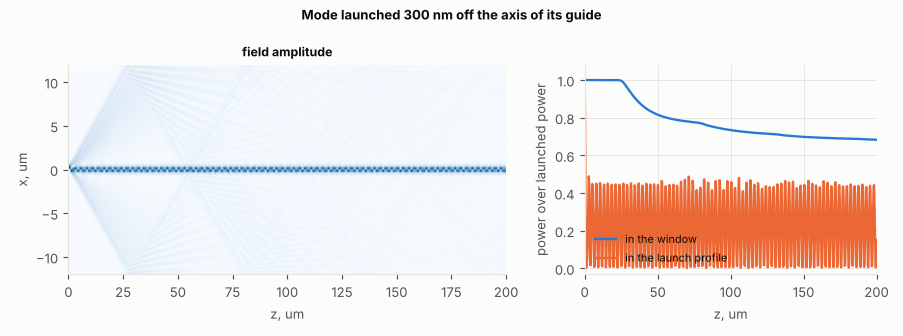 Mode launched 300 nm off the axis of its guide
field amplitude
x, um
10
5
0
−5
−10
0 25 50 75 100 125 150 175 200
z, um
power over launched power
1.0
0.8
0.6
0.4
0.2
0.0
in the window
in the launch profile
0 50 100 150 200
z, um